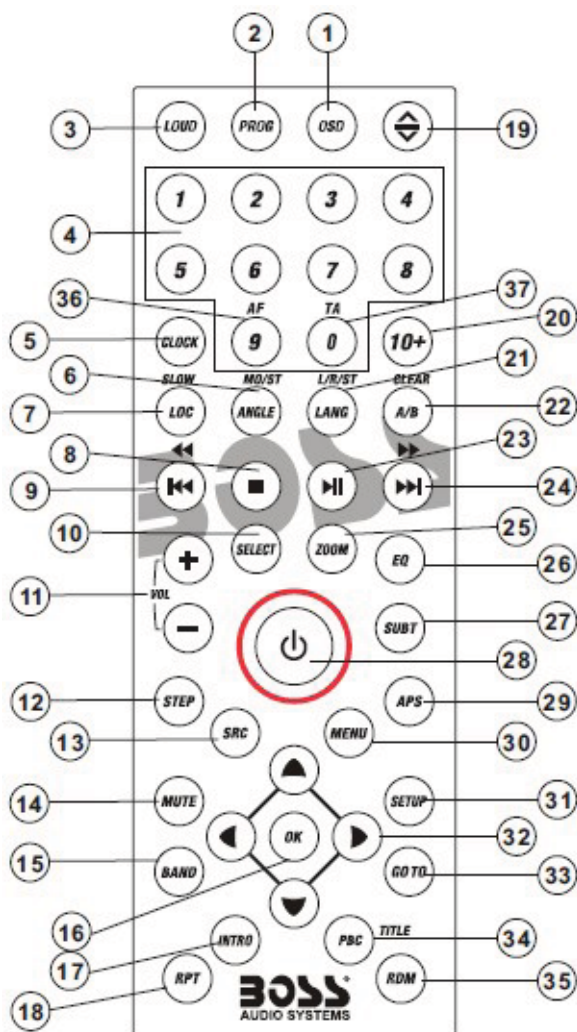 2 1
3 LOUD PROG OSD 19
1 2 3 4
4
5 6 7 8
36 AF TA 37
5 CLOCK 9 0 10+ 20
6 SLOW MO/ST L/R/ST CLEAR 21
7 LOC ANGLE LANG A/B 22
8 23
9 24
BOSS
10 SELECT ZOOM 25
+ EQ 26
11 VOL
− SUBT 27
28
12 STEP APS 29
13 SRC MENU 30
14 MUTE SETUP 31
OK 32
15 BAND GO TO 33
16 INTRO PBC TITLE 34
17
18 RPT RDM 35
BOSS
AUDIO SYSTEMS